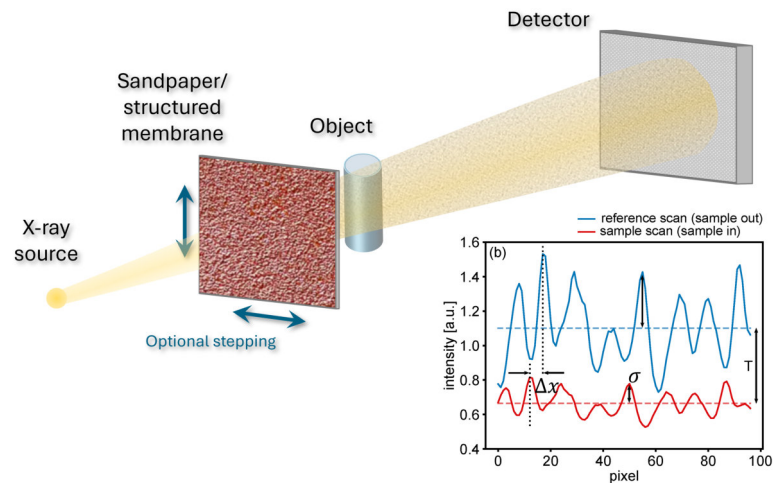 Detector
Sandpaper/
structured
membrane
Object
X-ray
source
Optional stepping
reference scan (sample out)
sample scan (sample in)
(b)
intensity [a.u.]
1.6
1.4
1.2
1.0
0.8
0.6
0.4
T
σ
Δx
0 20 40 60 80 100
pixel